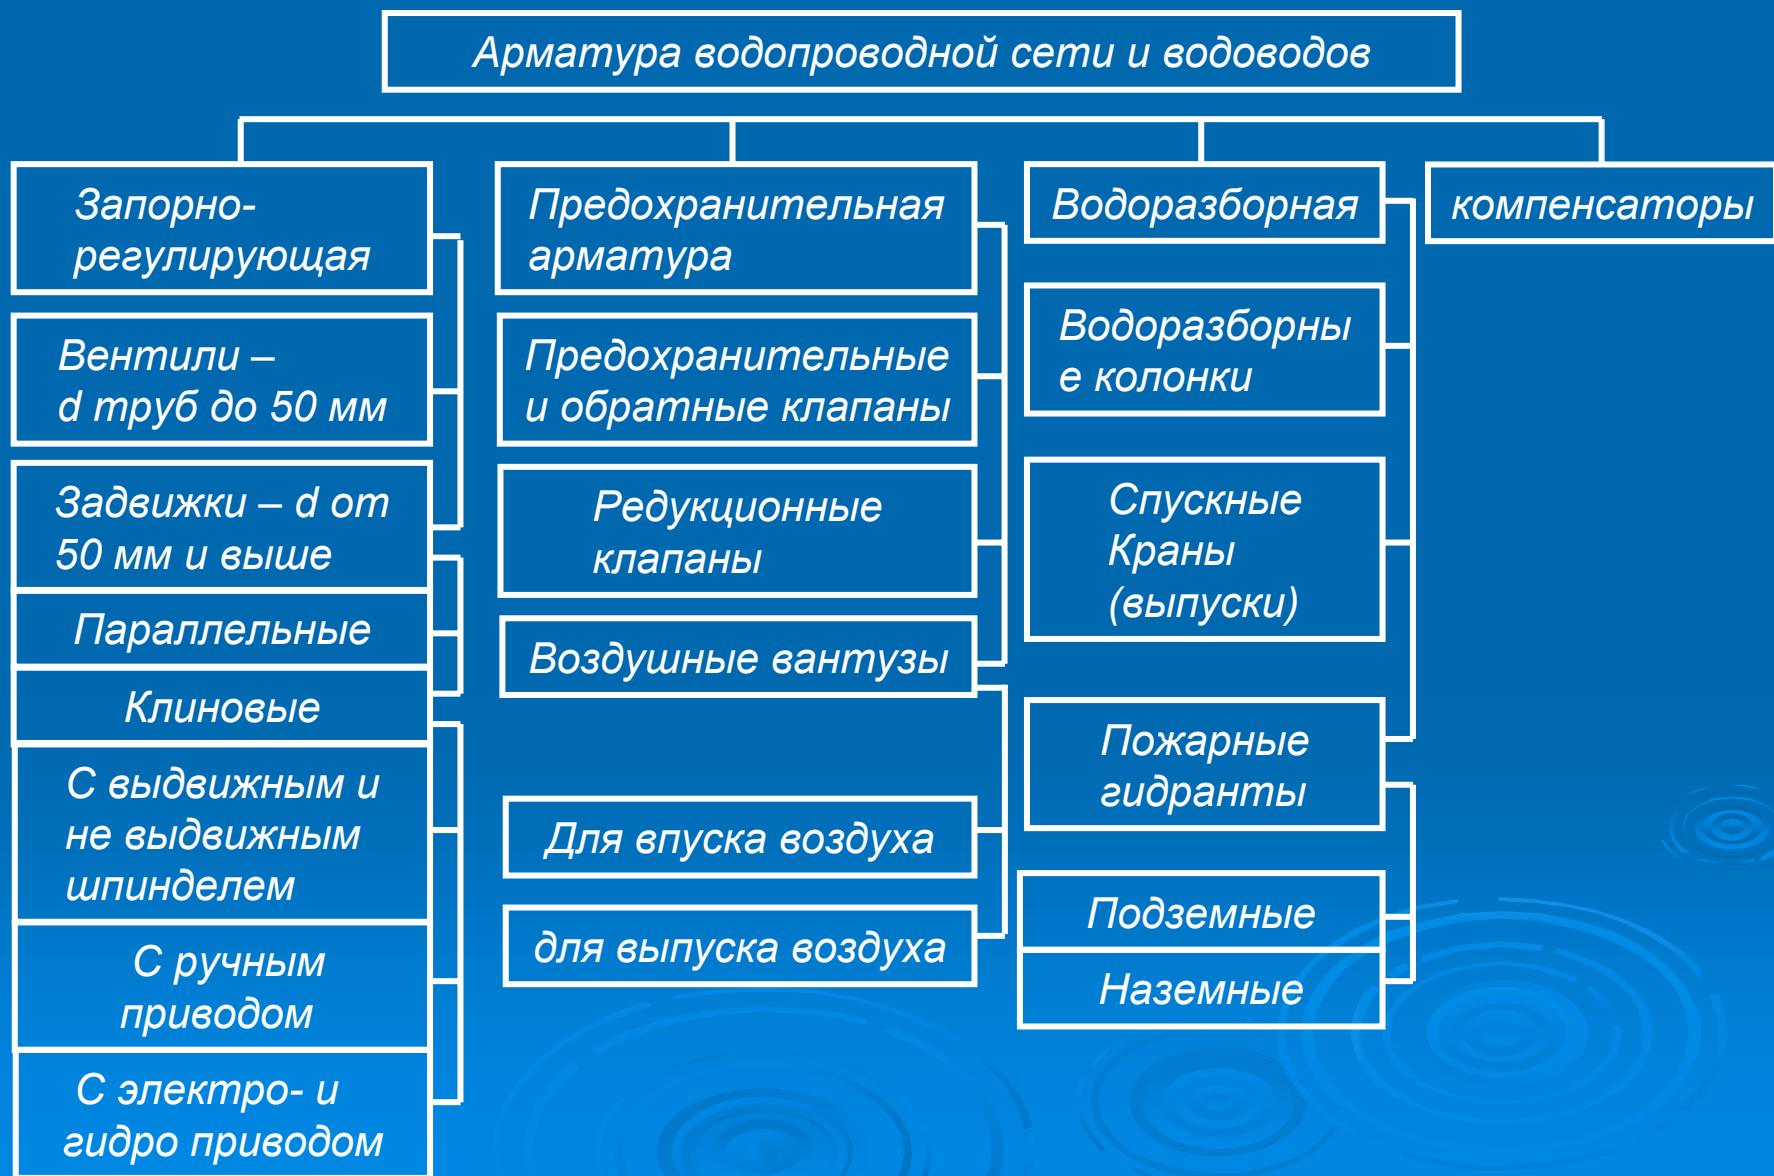 Арматура водопроводной сети и водоводов
Запорно-
регулирующая
Вентили –
d труб до 50 мм
Задвижки – d от
50 мм и выше
Параллельные
Клиновые
С выдвижным и
не выдвижным
шпинделем
С ручным
приводом
С электро- и
гидро приводом
Предохранительная
арматура
Предохранительные
и обратные клапаны
Редукционные
клапаны
Воздушные вантузы
Для впуска воздуха
для выпуска воздуха
Водоразборная
Водоразборны
е колонки
Спускные
Краны
(выпуски)
Пожарные
гидранты
Подземные
Наземные
компенсаторы